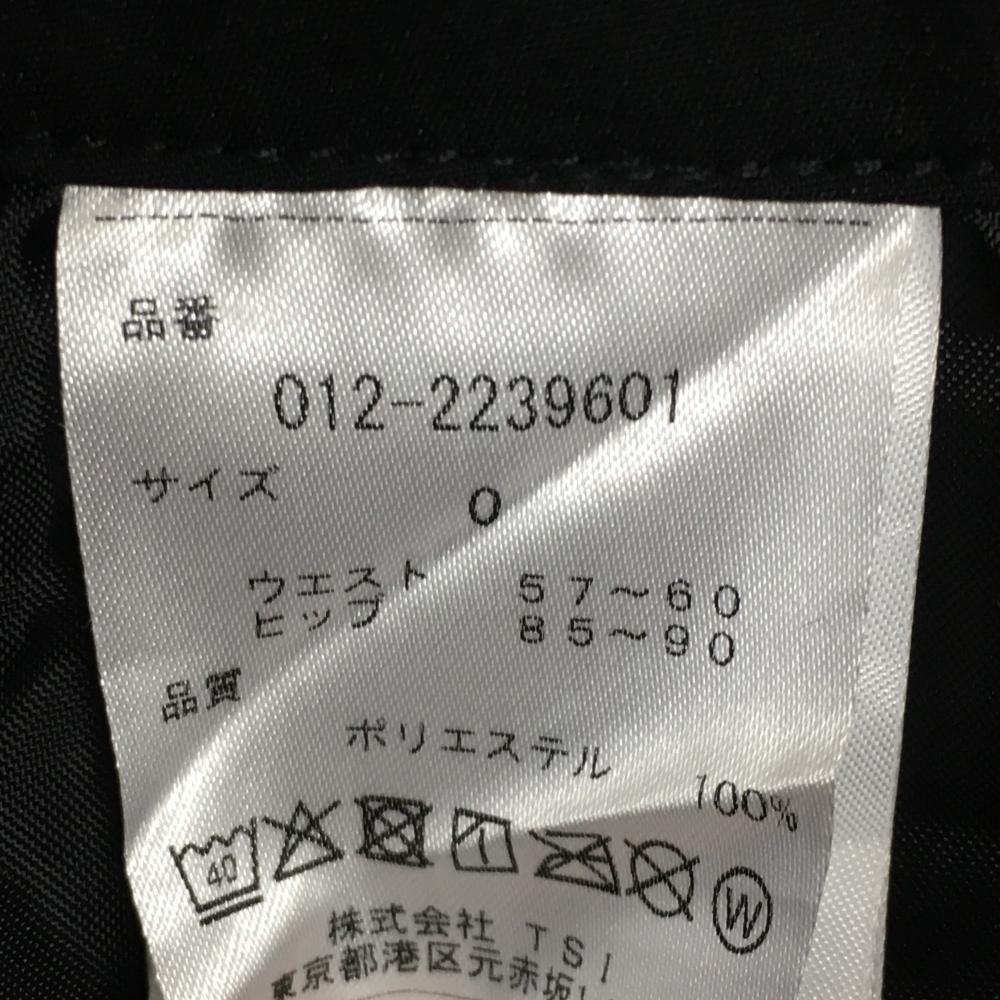 品番
012-2239601
サイズ 0
ウエスト 57～60
ヒップ 85～90
品質
ポリエステル 100%
40 W
株式会社 TSI
東京都港区元赤坂1